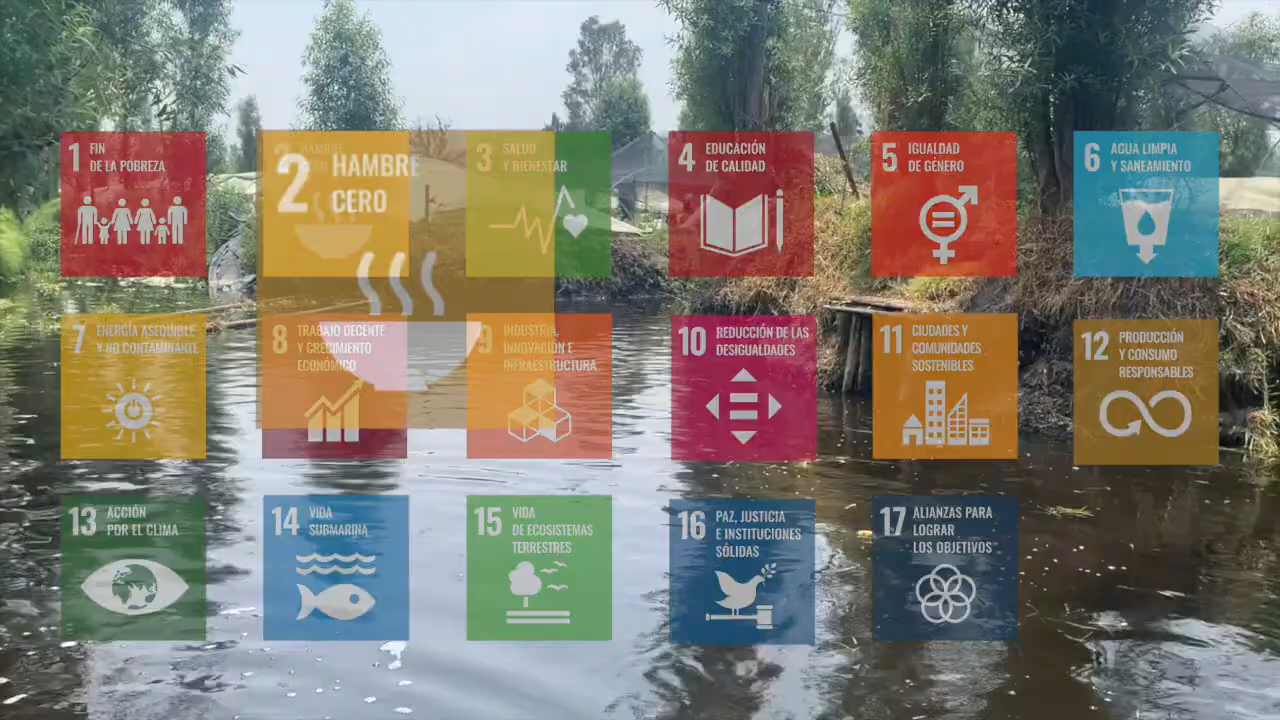 1 FIN
DE LA POBREZA
2 HAMBRE
CERO
3 SALUD
Y BIENESTAR
4 EDUCACIÓN
DE CALIDAD
5 IGUALDAD
DE GÉNERO
6 AGUA LIMPIA
Y SANEAMIENTO
7 ENERGÍA ASEQUIBLE
Y NO CONTAMINANTE
8 TRABAJO DECENTE
Y CRECIMIENTO
ECONÓMICO
9 INDUSTRIA,
INNOVACIÓN E
INFRAESTRUCTURA
10 REDUCCIÓN DE LAS
DESIGUALDADES
11 CIUDADES Y
COMUNIDADES
SOSTENIBLES
12 PRODUCCIÓN
Y CONSUMO
RESPONSABLES
13 ACCIÓN
POR EL CLIMA
14 VIDA
SUBMARINA
15 VIDA
DE ECOSISTEMAS
TERRESTRES
16 PAZ, JUSTICIA
E INSTITUCIONES
SÓLIDAS
17 ALIANZAS PARA
LOGRAR
LOS OBJETIVOS